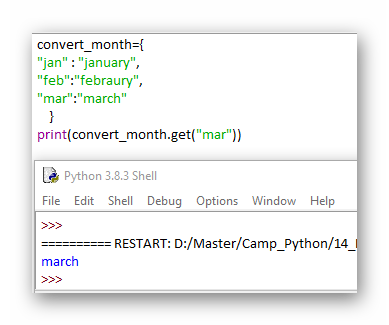 convert_month={
"jan" : "january",
"feb":"febraury",
"mar":"march"
}
print(convert_month.get("mar"))
Python 3.8.3 Shell
File Edit Shell Debug Options Window Help
>>>
========== RESTART: D:/Master/Camp_Python/14_
march
>>>